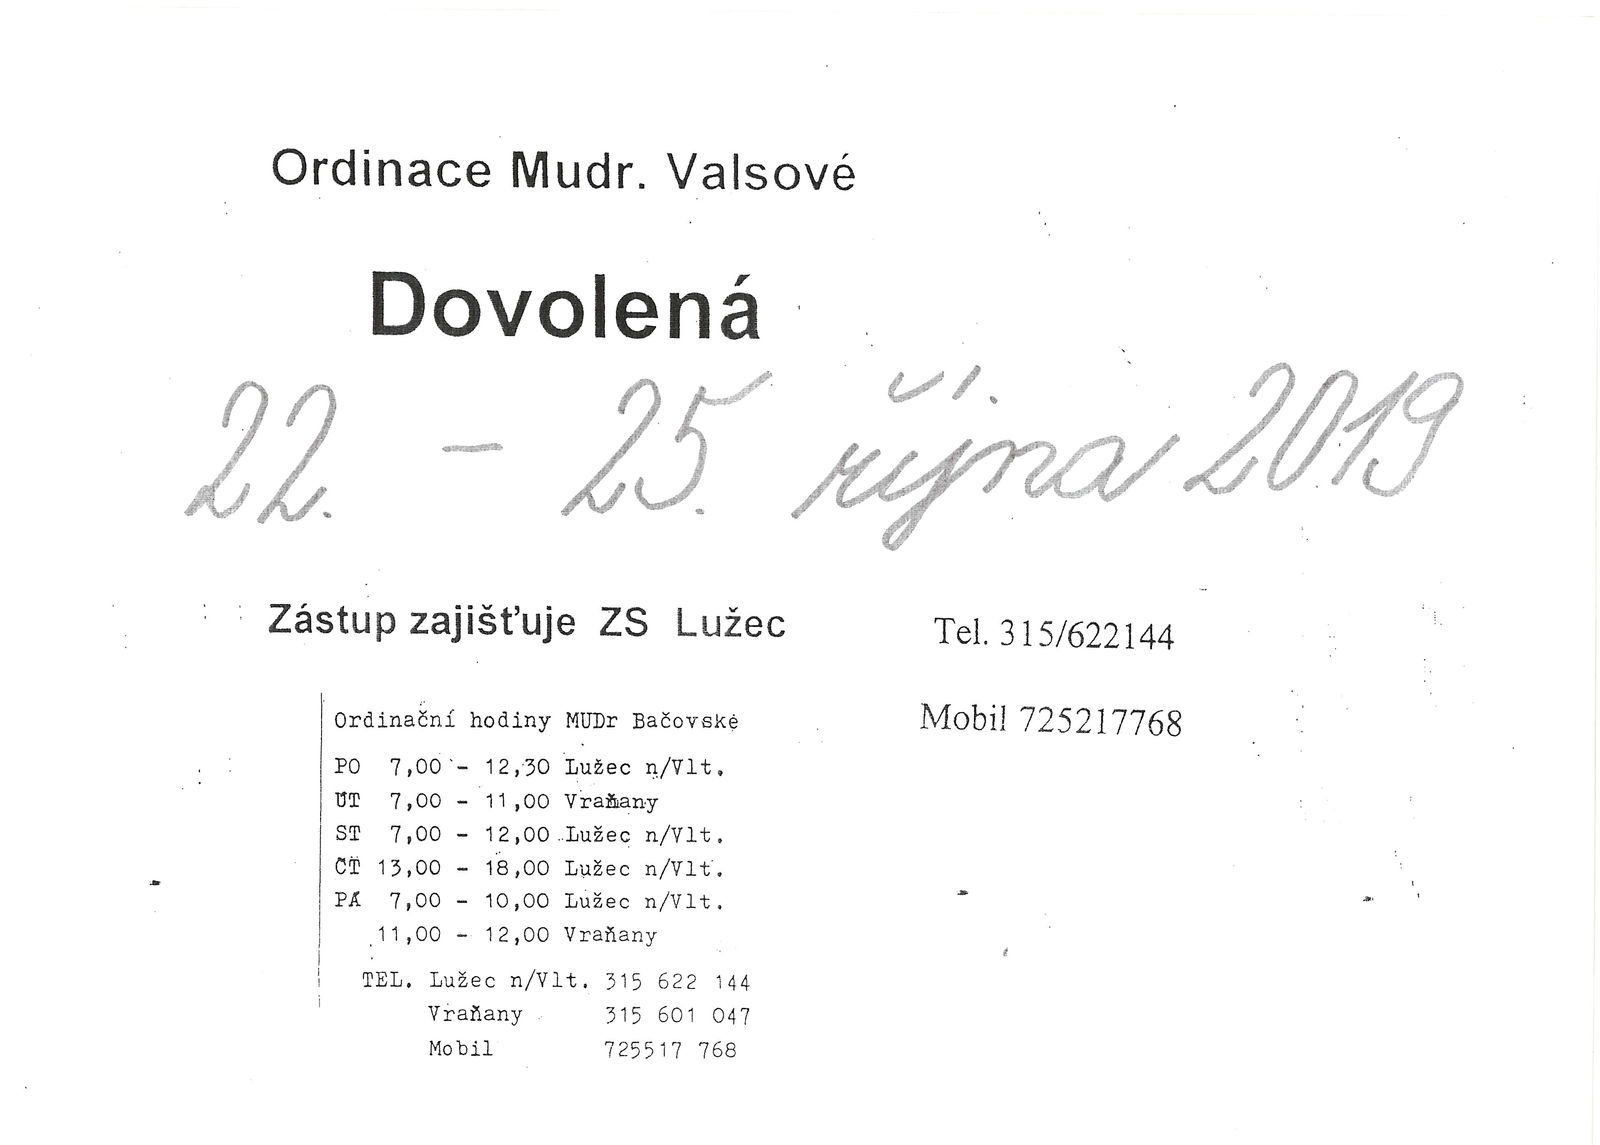 Ordinace Mudr. Valsové
Dovolená
22. - 25. října 2019
Zástup zajišťuje ZS Lužec
Tel. 315/622144
Mobil 725217768
Ordinační hodiny MUDr Bačovské
PO 7,00 - 12,30 Lužec n/Vlt.
ÚT 7,00 - 11,00 Vraňany
ST 7,00 - 12,00 Lužec n/Vlt.
ČT 13,00 - 18,00 Lužec n/Vlt.
PÁ 7,00 - 10,00 Lužec n/Vlt.
11,00 - 12,00 Vraňany
TEL. Lužec n/Vlt. 315 622 144
Vraňany 315 601 047
Mobil 725517 768